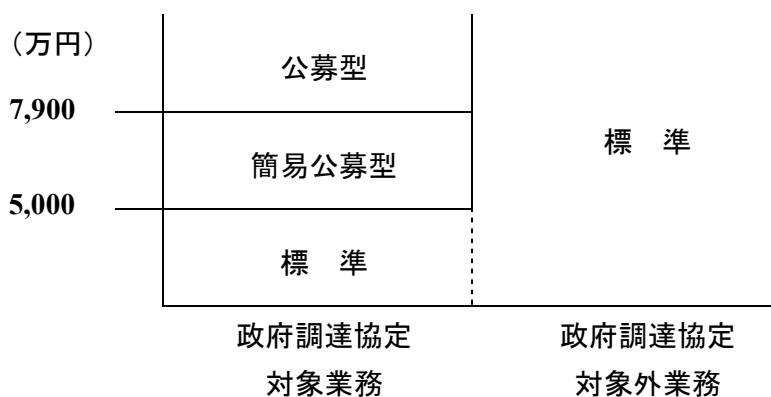 (万円)
公募型
7,900
標　準
簡易公募型
5,000
標　準
政府調達協定
対象業務
政府調達協定
対象外業務